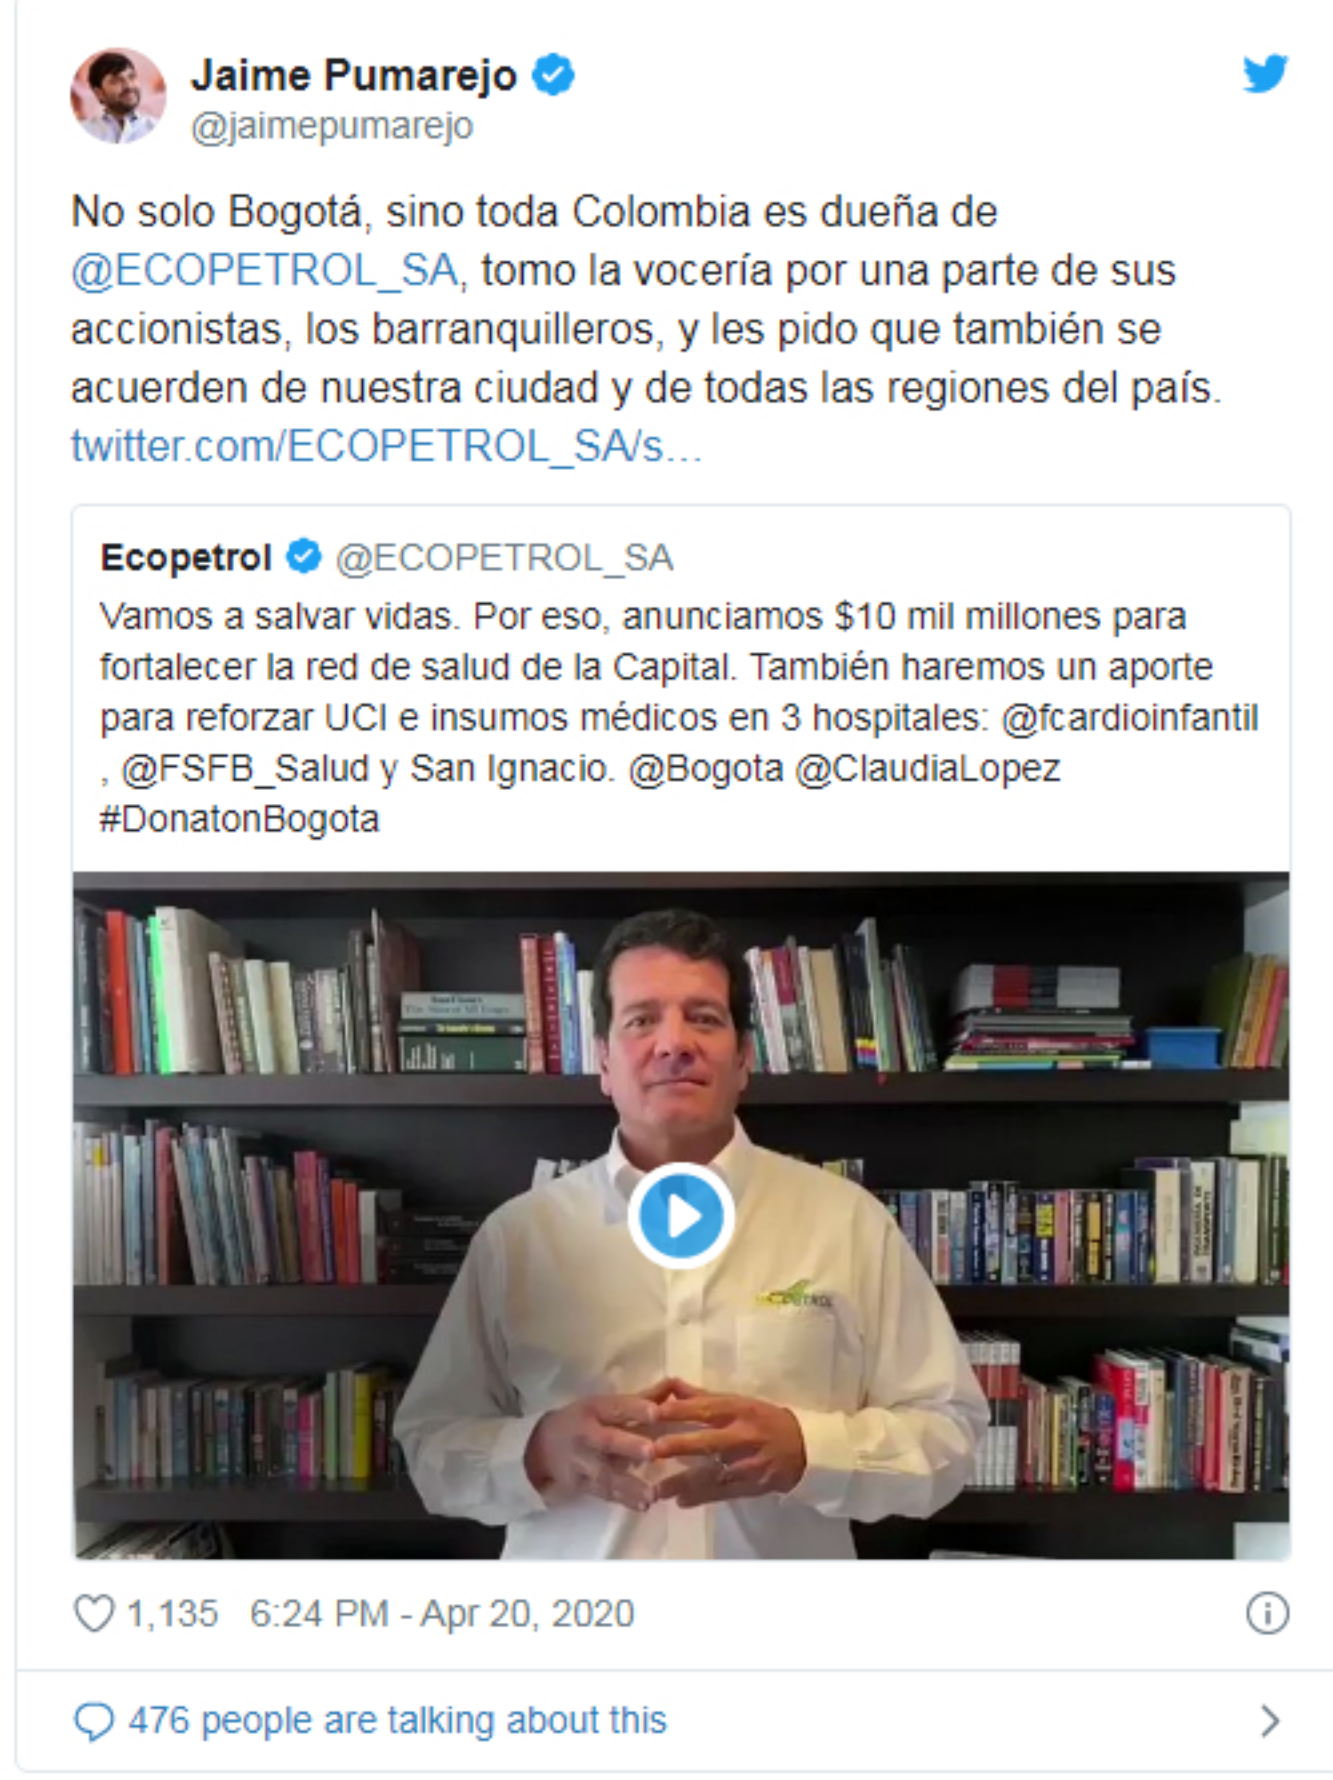 Jaime Pumarejo
@jaimepumarejo
No solo Bogotá, sino toda Colombia es dueña de
@ECOPETROL_SA, tomo la vocería por una parte de sus
accionistas, los barranquilleros, y les pido que también se
acuerden de nuestra ciudad y de todas las regiones del país.
twitter.com/ECOPETROL_SA/s…
Ecopetrol @ECOPETROL_SA
Vamos a salvar vidas. Por eso, anunciamos $10 mil millones para
fortalecer la red de salud de la Capital. También haremos un aporte
para reforzar UCI e insumos médicos en 3 hospitales: @fcardioinfantil
, @FSFB_Salud y San Ignacio. @Bogota @ClaudiaLopez
#DonatonBogota
1,135 6:24 PM - Apr 20, 2020
476 people are talking about this